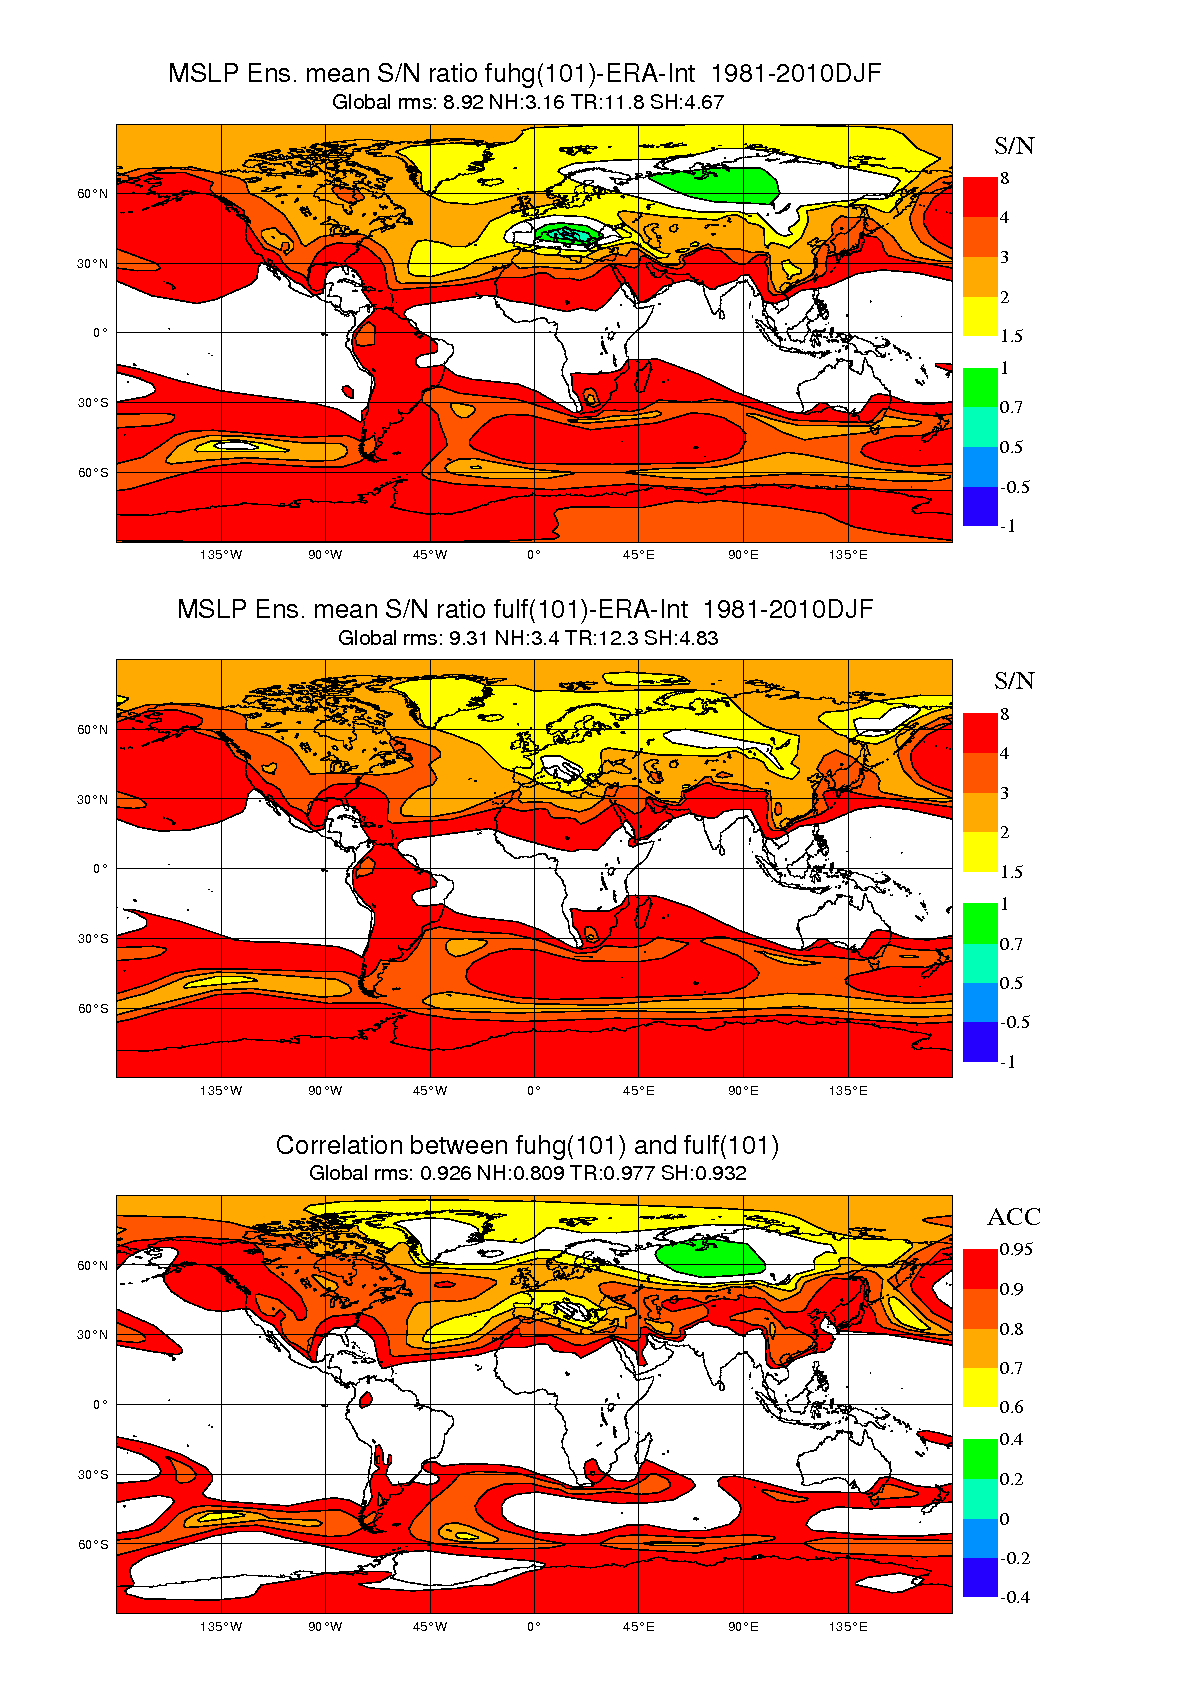 MSLP Ens. mean S/N ratio fuhg(101)-ERA-Int  1981-2010DJF
Global rms: 8.92 NH:3.16 TR:11.8 SH:4.67
S/N
8
4
3
2
1.5
1
0.7
0.5
-0.5
-1
60°N
30°N
0°
30°S
60°S
135°W 90°W 45°W 0° 45°E 90°E 135°E
MSLP Ens. mean S/N ratio fulf(101)-ERA-Int  1981-2010DJF
Global rms: 9.31 NH:3.4 TR:12.3 SH:4.83
S/N
8
4
3
2
1.5
1
0.7
0.5
-0.5
-1
60°N
30°N
0°
30°S
60°S
135°W 90°W 45°W 0° 45°E 90°E 135°E
Correlation between fuhg(101) and fulf(101)
Global rms: 0.926 NH:0.809 TR:0.977 SH:0.932
ACC
0.95
0.9
0.8
0.7
0.6
0.4
0.2
0
-0.2
-0.4
60°N
30°N
0°
30°S
60°S
135°W 90°W 45°W 0° 45°E 90°E 135°E